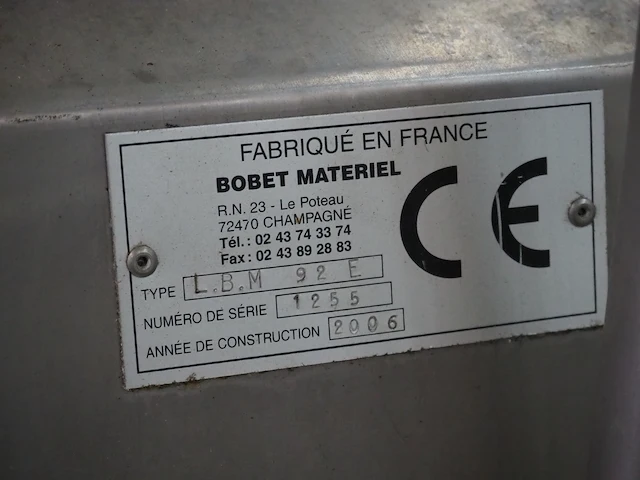 FABRIQUÉ EN FRANCE
BOBET MATERIEL
R.N. 23 - Le Poteau
72470 CHAMPAGNÉ
Tél.: 02 43 74 33 74
Fax: 02 43 89 28 83
CE
TYPE L.B.M 92 E
NUMÉRO DE SÉRIE 1255
ANNÉE DE CONSTRUCTION 2006